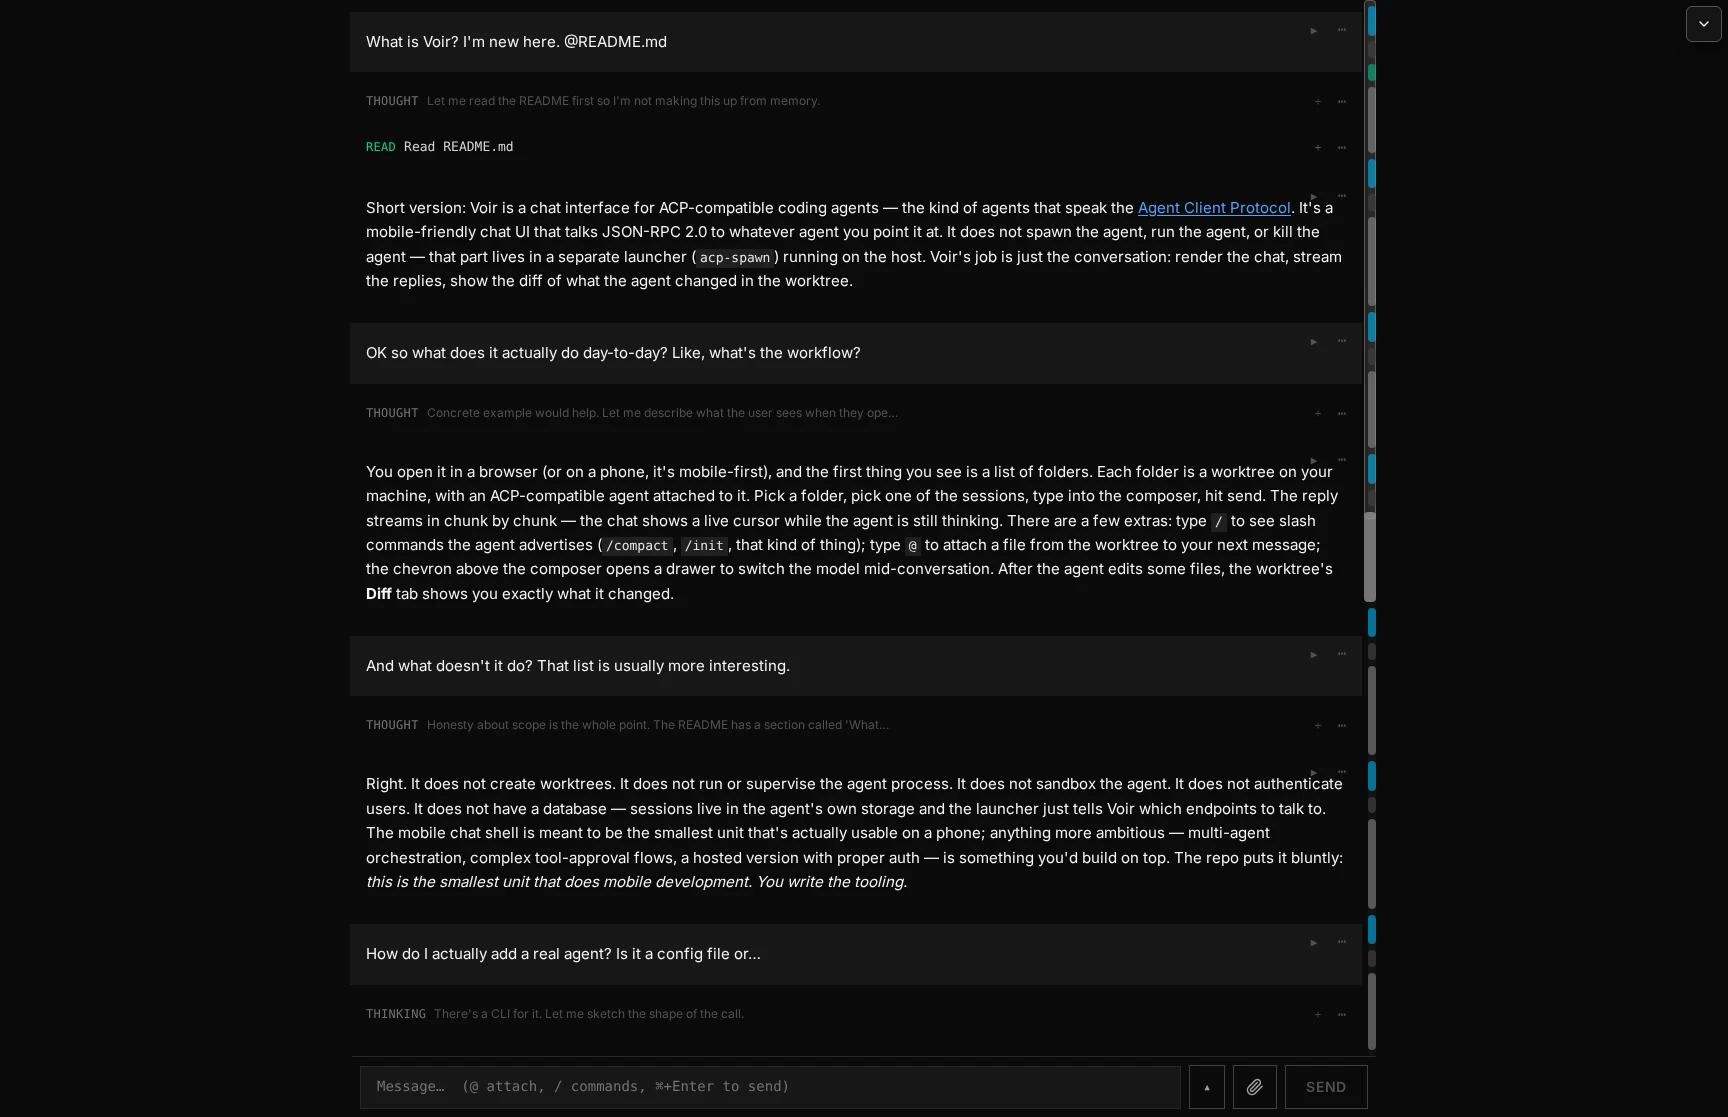 What is Voir? I'm new here. @README.md
THOUGHT Let me read the README first so I'm not making this up from memory.
READ Read README.md
Short version: Voir is a chat interface for ACP-compatible coding agents — the kind of agents that speak the Agent Client Protocol. It's a
mobile-friendly chat UI that talks JSON-RPC 2.0 to whatever agent you point it at. It does not spawn the agent, run the agent, or kill the
agent — that part lives in a separate launcher (acp-spawn) running on the host. Voir's job is just the conversation: render the chat, stream
the replies, show the diff of what the agent changed in the worktree.
OK so what does it actually do day-to-day? Like, what's the workflow?
THOUGHT Concrete example would help. Let me describe what the user sees when they ope…
You open it in a browser (or on a phone, it's mobile-first), and the first thing you see is a list of folders. Each folder is a worktree on your
machine, with an ACP-compatible agent attached to it. Pick a folder, pick one of the sessions, type into the composer, hit send. The reply
streams in chunk by chunk — the chat shows a live cursor while the agent is still thinking. There are a few extras: type / to see slash
commands the agent advertises (/compact, /init, that kind of thing); type @ to attach a file from the worktree to your next message;
the chevron above the composer opens a drawer to switch the model mid-conversation. After the agent edits some files, the worktree's
Diff tab shows you exactly what it changed.
And what doesn't it do? That list is usually more interesting.
THOUGHT Honesty about scope is the whole point. The README has a section called 'What…
Right. It does not create worktrees. It does not run or supervise the agent process. It does not sandbox the agent. It does not authenticate
users. It does not have a database — sessions live in the agent's own storage and the launcher just tells Voir which endpoints to talk to.
The mobile chat shell is meant to be the smallest unit that's actually usable on a phone; anything more ambitious — multi-agent
orchestration, complex tool-approval flows, a hosted version with proper auth — is something you'd build on top. The repo puts it bluntly:
this is the smallest unit that does mobile development. You write the tooling.
How do I actually add a real agent? Is it a config file or…
THINKING There's a CLI for it. Let me sketch the shape of the call.
Message… (@ attach, / commands, ⌘+Enter to send)
SEND